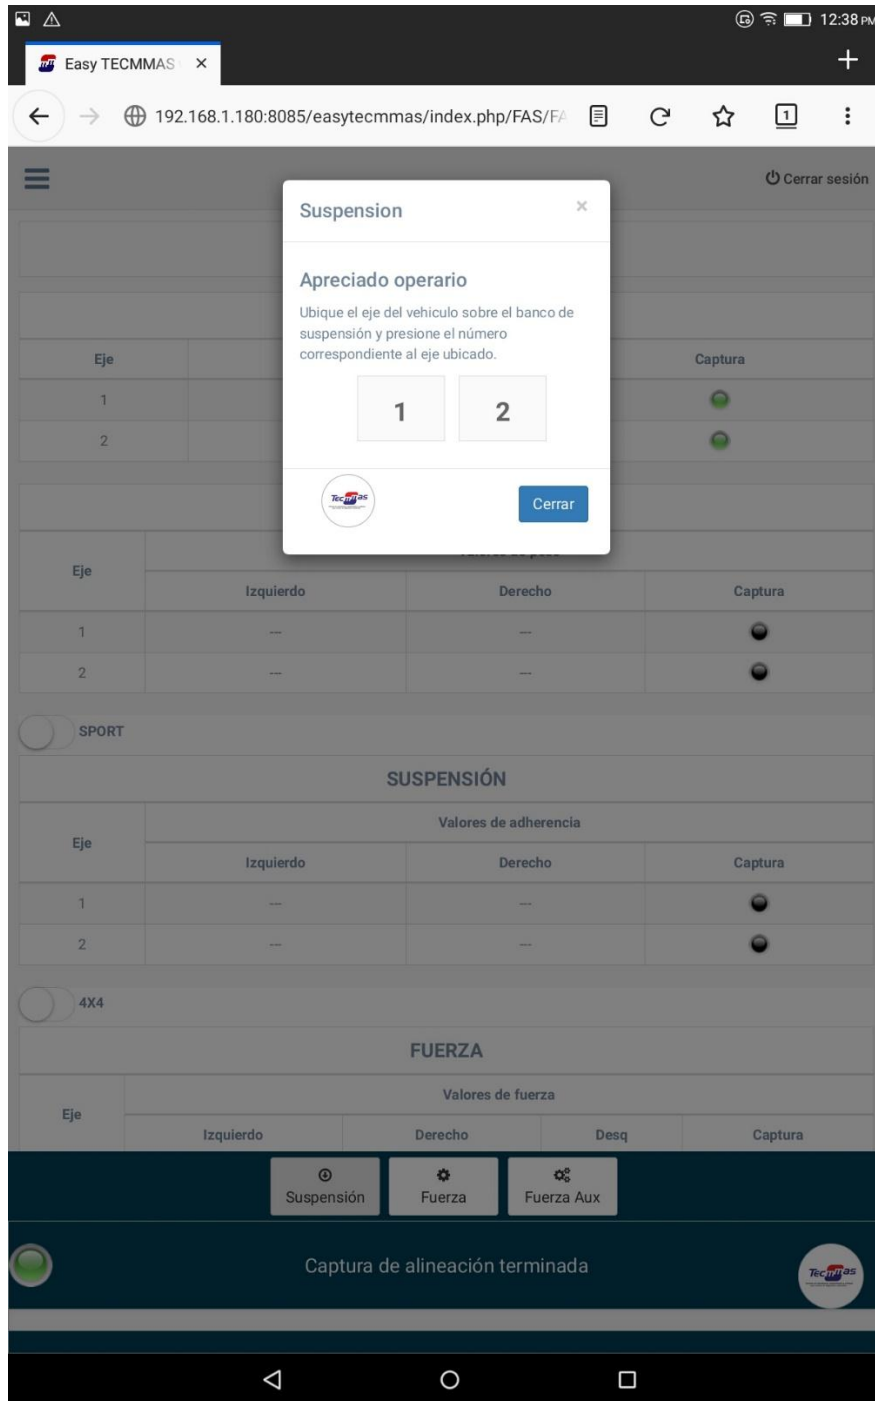 12:38 PM
Easy TECMMAS
192.168.1.180:8085/easytecmmas/index.php/FAS/FA
1
Cerrar sesión
Suspension
×
Apreciado operario
Ubique el eje del vehiculo sobre el banco de
suspensión y presione el número
correspondiente al eje ubicado.
1 2
Tecmmas
Cerrar
Eje Captura
1
2
Eje
Izquierdo Derecho Captura
1 --- ---
2 --- ---
SPORT
SUSPENSIÓN
Valores de adherencia
Eje
Izquierdo Derecho Captura
1 --- ---
2 --- ---
4X4
FUERZA
Valores de fuerza
Eje
Izquierdo Derecho Desq Captura
Suspensión Fuerza Fuerza Aux
Captura de alineación terminada
Tecmmas